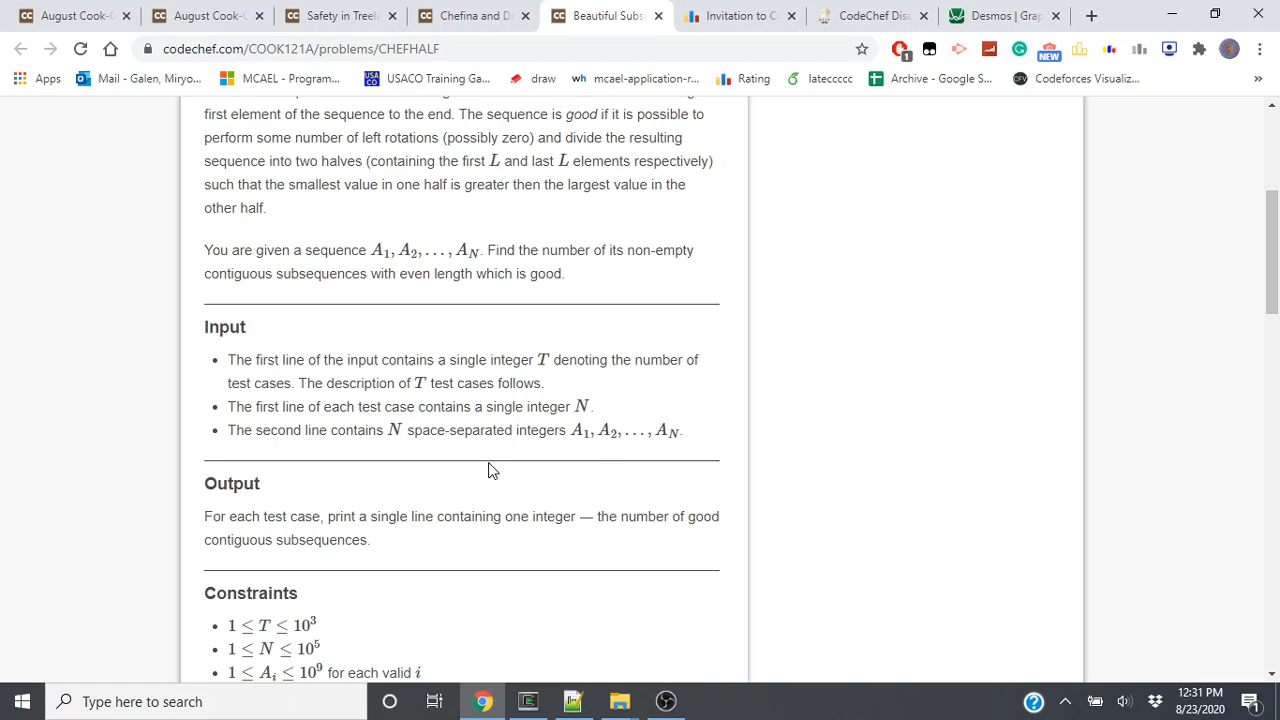 August Cook-C
August Cook-C
Safety in Treela
Chefina and D
Beautiful Subs
Invitation to C
CodeChef Disc
Desmos | Grap
codechef.com/COOK121A/problems/CHEFHALF
1
NEW
Apps
Mail - Galen, Miryo...
MCAEL - Program...
USACO
USACO Training Ga...
draw
wh
mcael-application-r...
Rating
lateccccc
Archive - Google S...
CFV
Codeforces Visualiz...
»
first element of the sequence to the end. The sequence is good if it is possible to
perform some number of left rotations (possibly zero) and divide the resulting
sequence into two halves (containing the first L and last L elements respectively)
such that the smallest value in one half is greater then the largest value in the
other half.
You are given a sequence A1, A2, . . . , AN. Find the number of its non-empty
contiguous subsequences with even length which is good.
Input
• The first line of the input contains a single integer T denoting the number of
test cases. The description of T test cases follows.
• The first line of each test case contains a single integer N.
• The second line contains N space-separated integers A1, A2, . . . , AN.
Output
For each test case, print a single line containing one integer — the number of good
contiguous subsequences.
Constraints
• 1 ≤ T ≤ 10^3
• 1 ≤ N ≤ 10^5
• 1 ≤ Ai ≤ 10^9 for each valid i
Type here to search
12:31 PM
8/23/2020
1